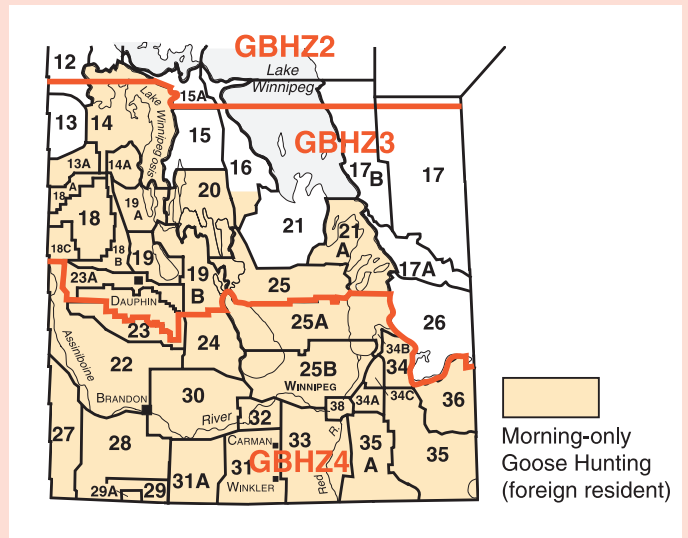 GBHZ2
12
Lake
Winnipeg
15A
Lake Winnipegosis
13
14
15
GBHZ3
13A
14A
16
17
B
17
18
A
20
18
19
A
21
21
A
18C
18
B
19
17A
23A
19
B
25
DAUPHIN
23
25A
26
24
34B
Assiniboine
22
25B
34
WINNIPEG
BRANDON
30
34A
34C
36
38
River
32
27
28
CARMAN
33
R.
35
A
35
31A
31
GBHZ4
29A
29
WINKLER
Red
Morning-only
Goose Hunting
(foreign resident)